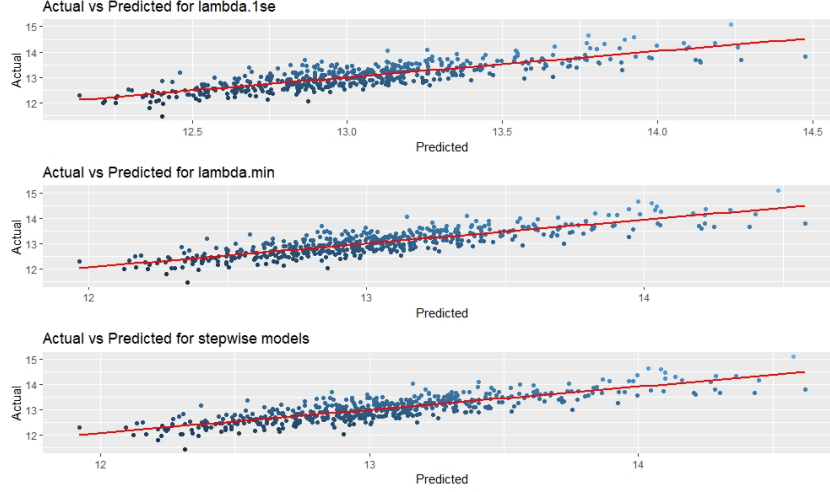 Actual vs Predicted for lambda.1se
15
14
13
12
Actual
12.5 13.0 13.5 14.0 14.5
Predicted
Actual vs Predicted for lambda.min
15
14
13
12
Actual
12 13 14
Predicted
Actual vs Predicted for stepwise models
15
14
13
12
Actual
12 13 14
Predicted